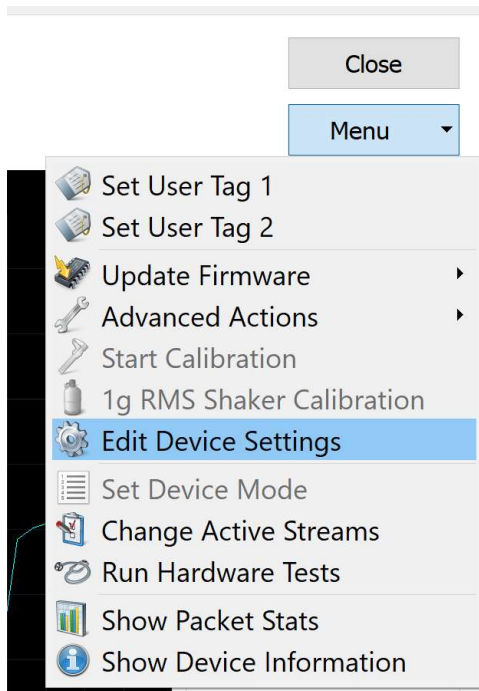 Close
Menu
Set User Tag 1
Set User Tag 2
Update Firmware
Advanced Actions
Start Calibration
1g RMS Shaker Calibration
Edit Device Settings
Set Device Mode
Change Active Streams
Run Hardware Tests
Show Packet Stats
Show Device Information